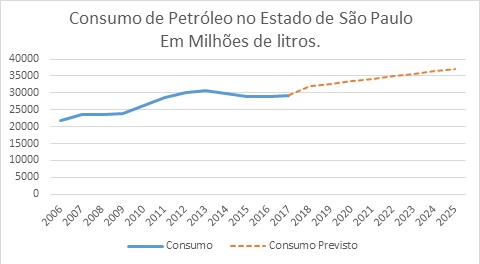 Consumo de Petróleo no Estado de São Paulo
Em Milhões de litros.
40000
35000
30000
25000
20000
15000
10000
5000
0
2006 2007 2008 2009 2010 2011 2012 2013 2014 2015 2016 2017 2018 2019 2020 2021 2022 2023 2024 2025
Consumo Consumo Previsto